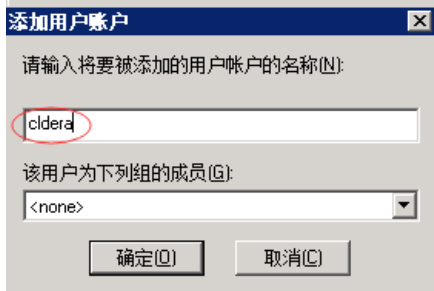 添加用户账户
请输入将要被添加的用户帐户的名称(N):
cldera
该用户为下列组的成员(G):
<none>
确定(O)
取消(C)